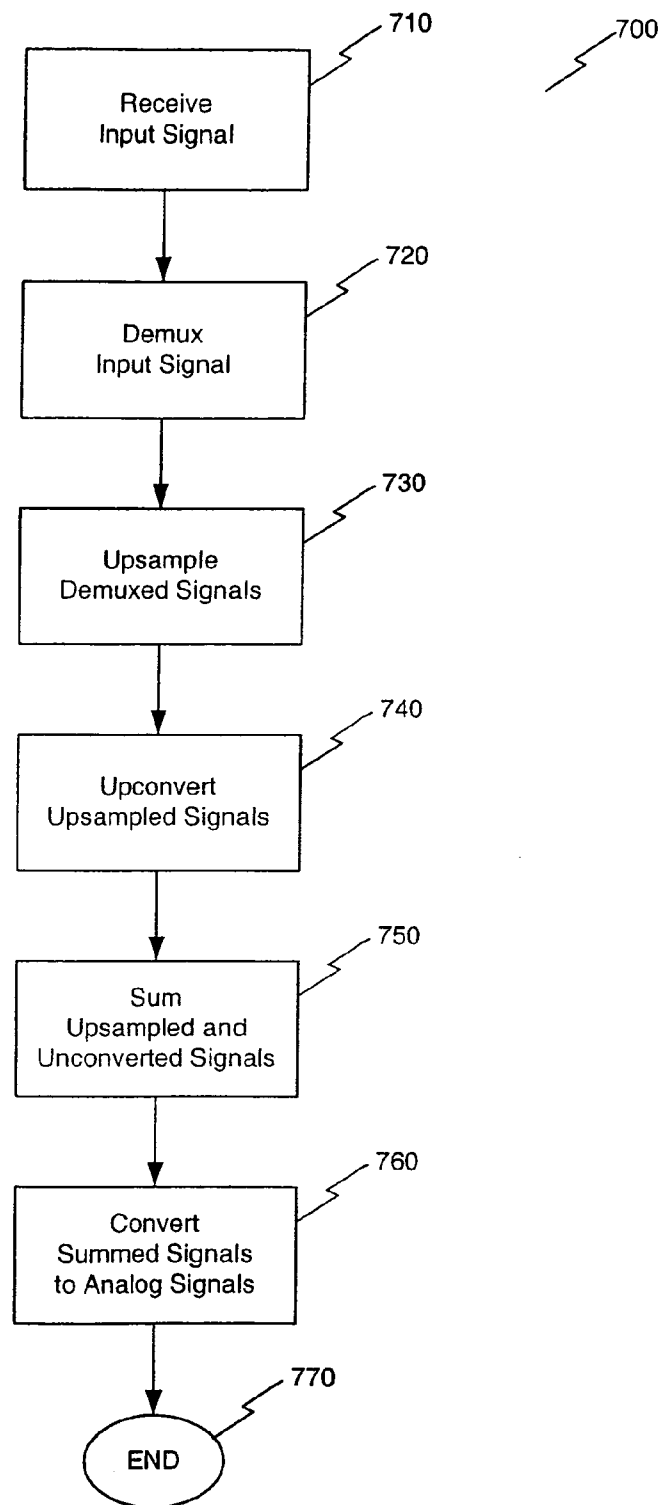 710
700
Receive
Input Signal
720
Demux
Input Signal
730
Upsample
Demuxed Signals
740
Upconvert
Upsampled Signals
750
Sum
Upsampled and
Unconverted Signals
760
Convert
Summed Signals
to Analog Signals
770
END